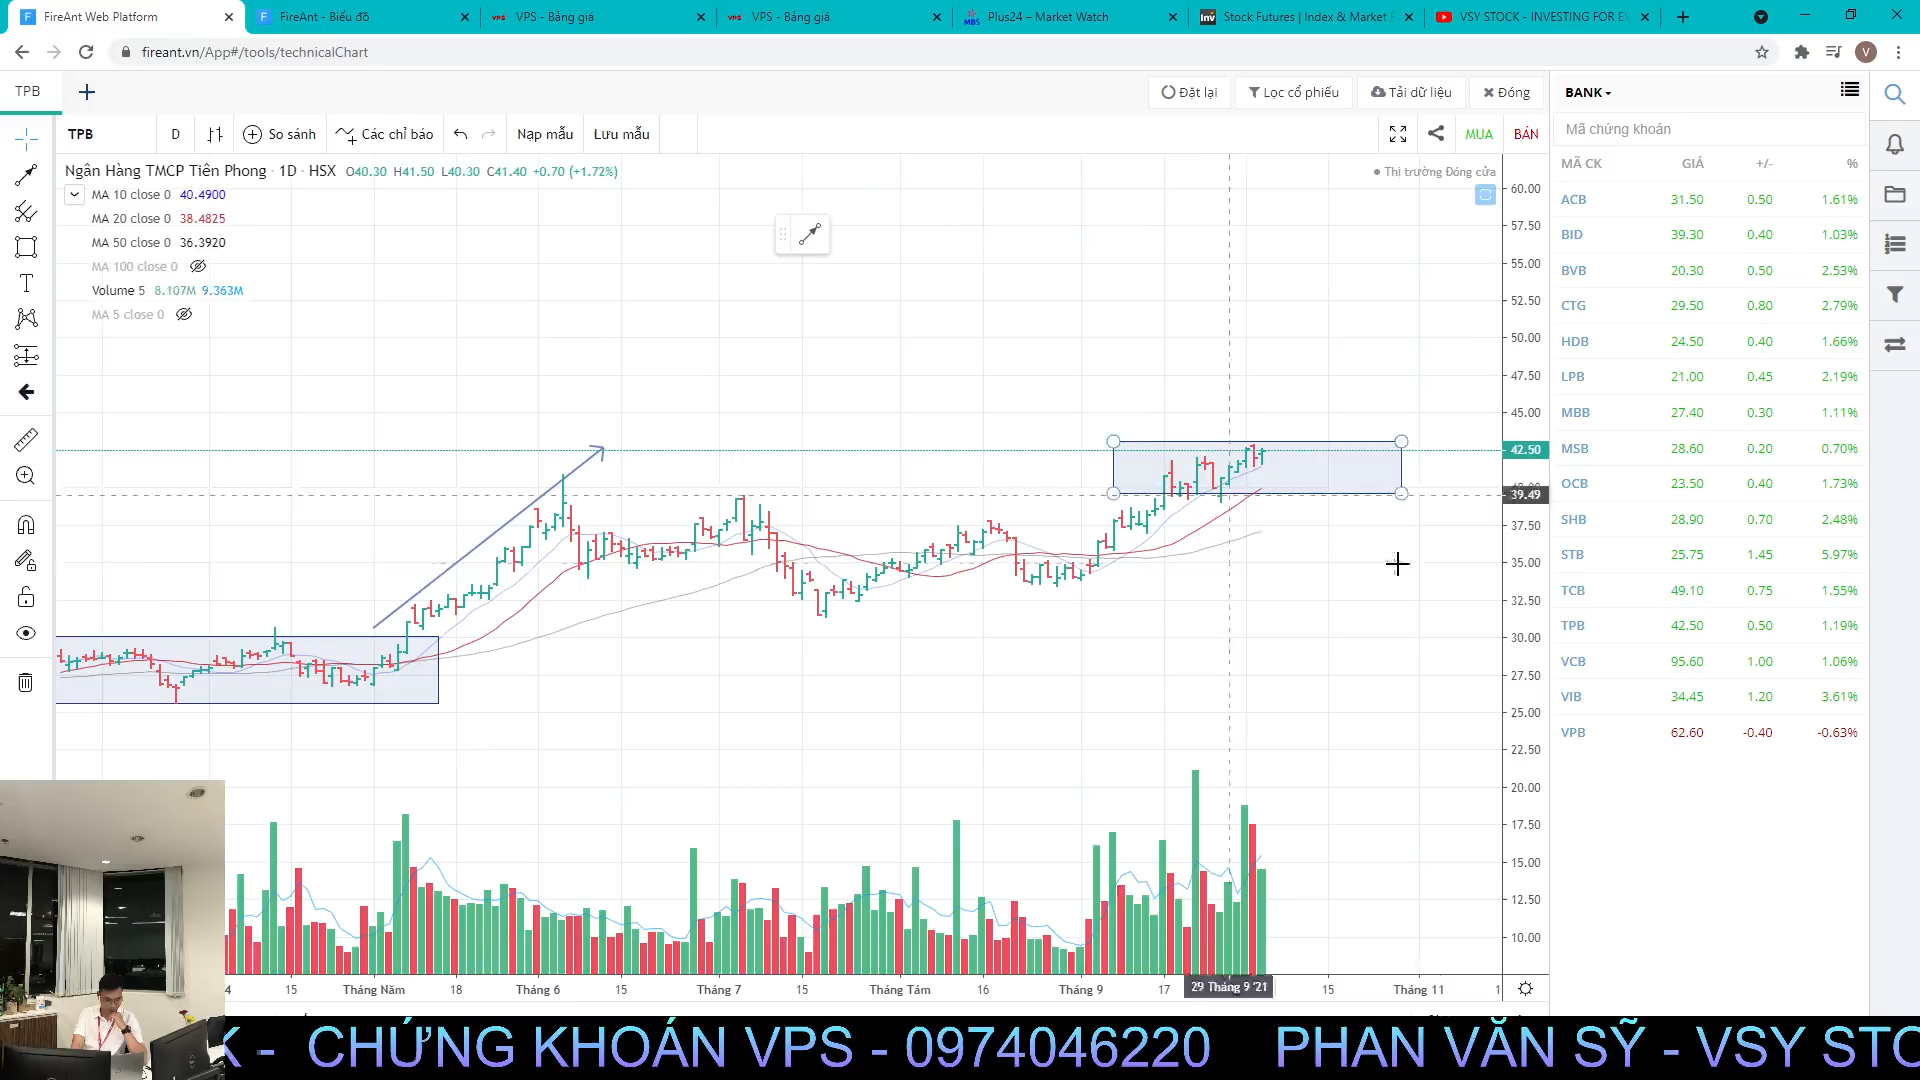 FireAnt Web Platform
FireAnt - Biểu đồ
VPS - Bảng giá
VPS - Bảng giá
Plus24 – Market Watch
Stock Futures | Index & Market F
VSY STOCK - INVESTING FOR EV
fireant.vn/App#/tools/technicalChart
V
TPB
Đặt lại
Lọc cổ phiếu
Tải dữ liệu
Đóng
BANK
TPB
D
So sánh
Các chỉ báo
Nạp mẫu
Lưu mẫu
MUA
BÁN
Mã chứng khoán
Ngân Hàng TMCP Tiên Phong · 1D · HSX O40.30 H41.50 L40.30 C41.40 +0.70 (+1.72%)
Thị trường Đóng cửa
MA 10 close 0 40.4900
MA 20 close 0 38.4825
MA 50 close 0 36.3920
MA 100 close 0
Volume 5 8.107M 9.363M
MA 5 close 0
60.00
57.50
55.00
52.50
50.00
47.50
45.00
42.50
39.49
37.50
35.00
32.50
30.00
27.50
25.00
22.50
20.00
17.50
15.00
12.50
10.00
MÃ CK GIÁ +/- %
ACB 31.50 0.50 1.61%
BID 39.30 0.40 1.03%
BVB 20.30 0.50 2.53%
CTG 29.50 0.80 2.79%
HDB 24.50 0.40 1.66%
LPB 21.00 0.45 2.19%
MBB 27.40 0.30 1.11%
MSB 28.60 0.20 0.70%
OCB 23.50 0.40 1.73%
SHB 28.90 0.70 2.48%
STB 25.75 1.45 5.97%
TCB 49.10 0.75 1.55%
TPB 42.50 0.50 1.19%
VCB 95.60 1.00 1.06%
VIB 34.45 1.20 3.61%
VPB 62.60 -0.40 -0.63%
4 15 Tháng Năm 18 Tháng 6 15 Tháng 7 15 Tháng Tám 16 Tháng 9 17 29 Tháng 9 '21 15 Tháng 11 1
K - CHỨNG KHOÁN VPS - 0974046220 PHAN VĂN SỸ - VSY STO